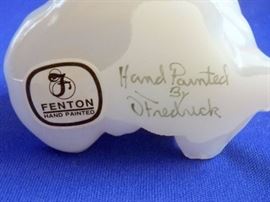 F
FENTON
HAND PAINTED
Hand Painted
By
J Fredrick